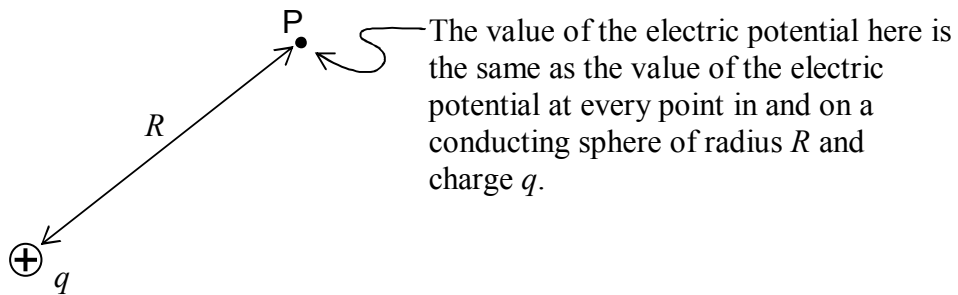 P
The value of the electric potential here is
the same as the value of the electric
potential at every point in and on a
conducting sphere of radius R and
charge q.
R
+
q